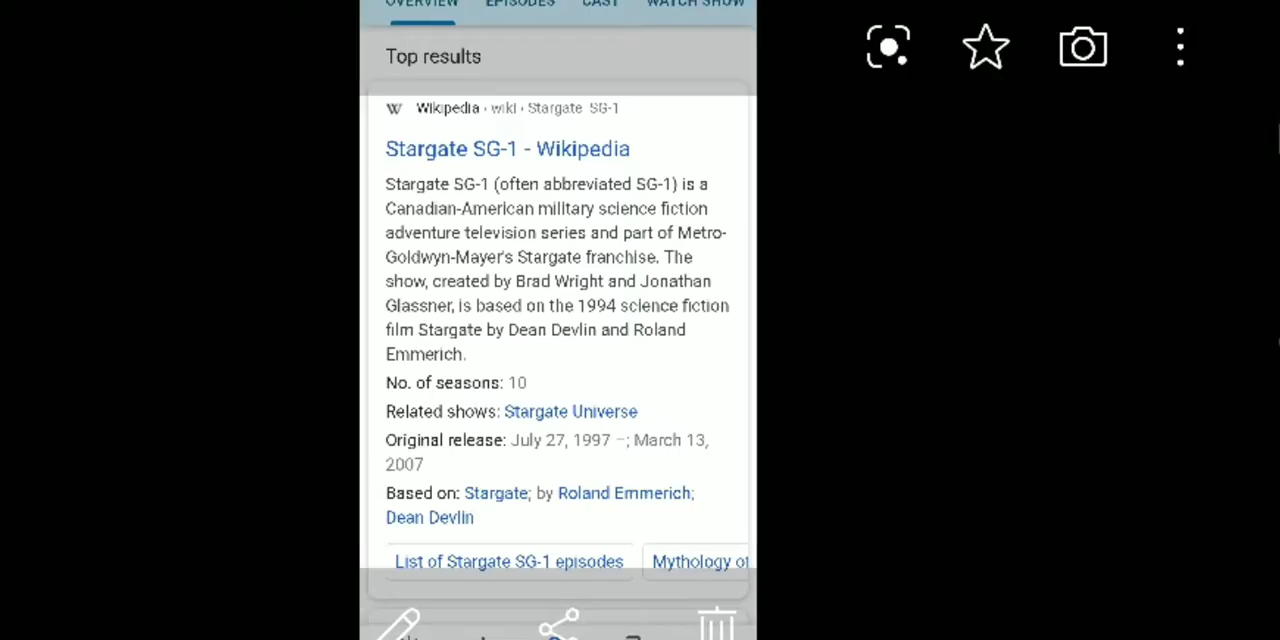 OVERVIEW EPISODES CAST WATCH SHOW
Top results
W Wikipedia · wiki · Stargate SG-1
Stargate SG-1 - Wikipedia
Stargate SG-1 (often abbreviated SG-1) is a
Canadian-American military science fiction
adventure television series and part of Metro-
Goldwyn-Mayer's Stargate franchise. The
show, created by Brad Wright and Jonathan
Glassner, is based on the 1994 science fiction
film Stargate by Dean Devlin and Roland
Emmerich.
No. of seasons: 10
Related shows: Stargate Universe
Original release: July 27, 1997 –; March 13,
2007
Based on: Stargate; by Roland Emmerich;
Dean Devlin
List of Stargate SG-1 episodes Mythology of